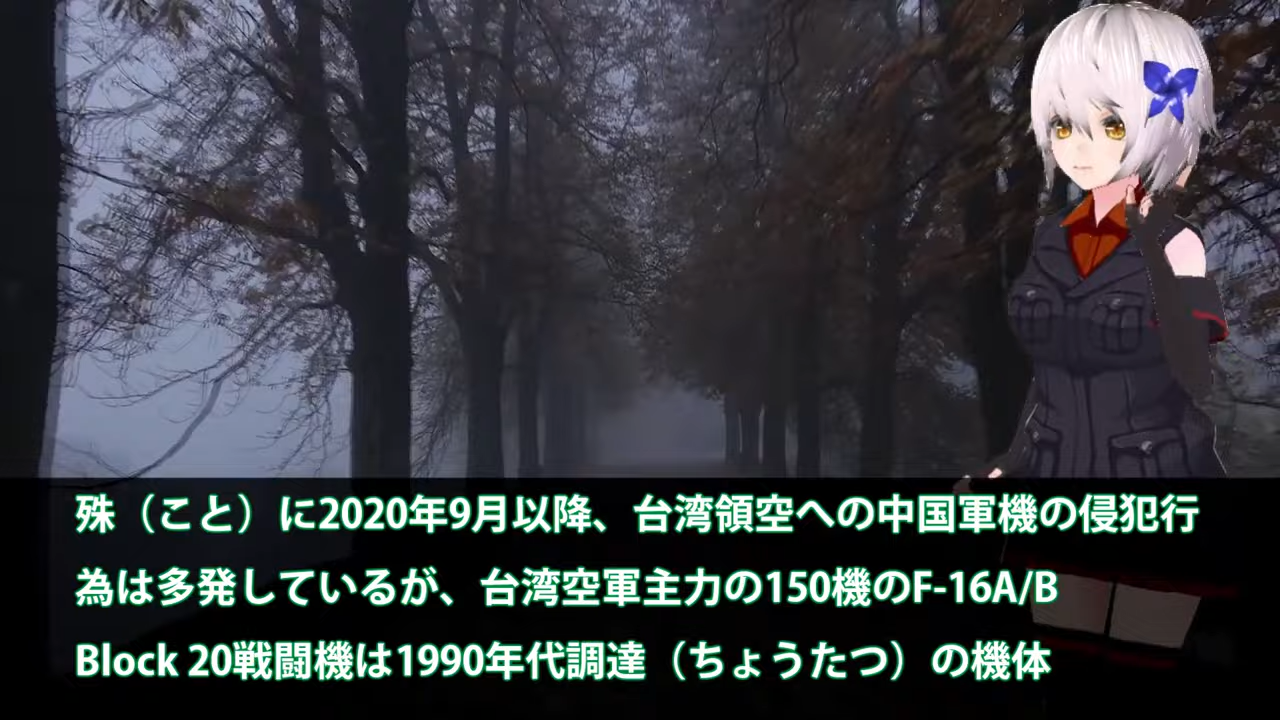 殊（こと）に2020年9月以降、台湾領空への中国軍機の侵犯行
為は多発しているが、台湾空軍主力の150機のF-16A/B
Block 20戦闘機は1990年代調達（ちょうたつ）の機体